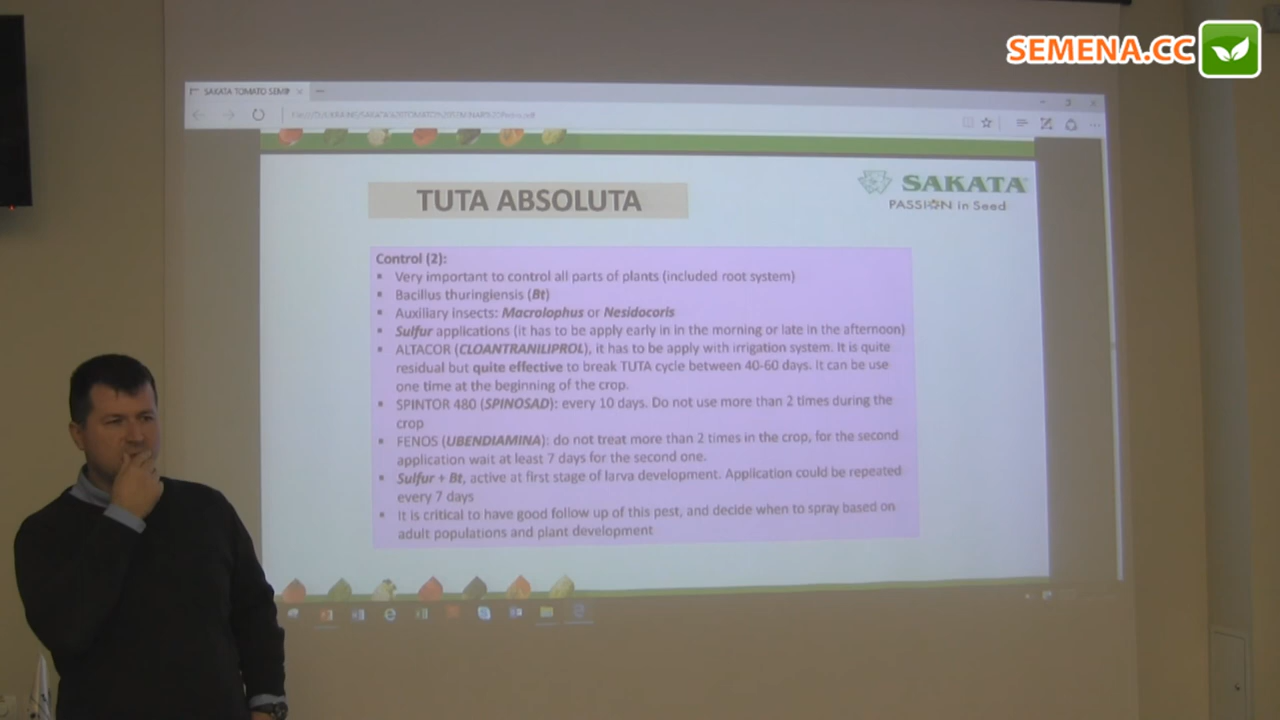 SEMENA.CC
SAKATA TOMATO SEMI
TUTA ABSOLUTA
SAKATA
PASSION in Seed
Control (2):
Very important to control all parts of plants (included root system)
Bacillus thuringiensis (Bt)
Auxiliary insects: Macrolophus or Nesidocoris
Sulfur applications (it has to be apply early in in the morning or late in the afternoon)
ALTACOR (CLOANTRANILIPROL), it has to be apply with irrigation system. It is quite
residual but quite effective to break TUTA cycle between 40-60 days. It can be use
one time at the beginning of the crop.
SPINTOR 480 (SPINOSAD): every 10 days. Do not use more than 2 times during the
crop
FENOS (UBENDIAMINA): do not treat more than 2 times in the crop, for the second
application wait at least 7 days for the second one.
Sulfur + Bt, active at first stage of larva development. Application could be repeated
every 7 days
It is critical to have good follow up of this pest, and decide when to spray based on
adult populations and plant development